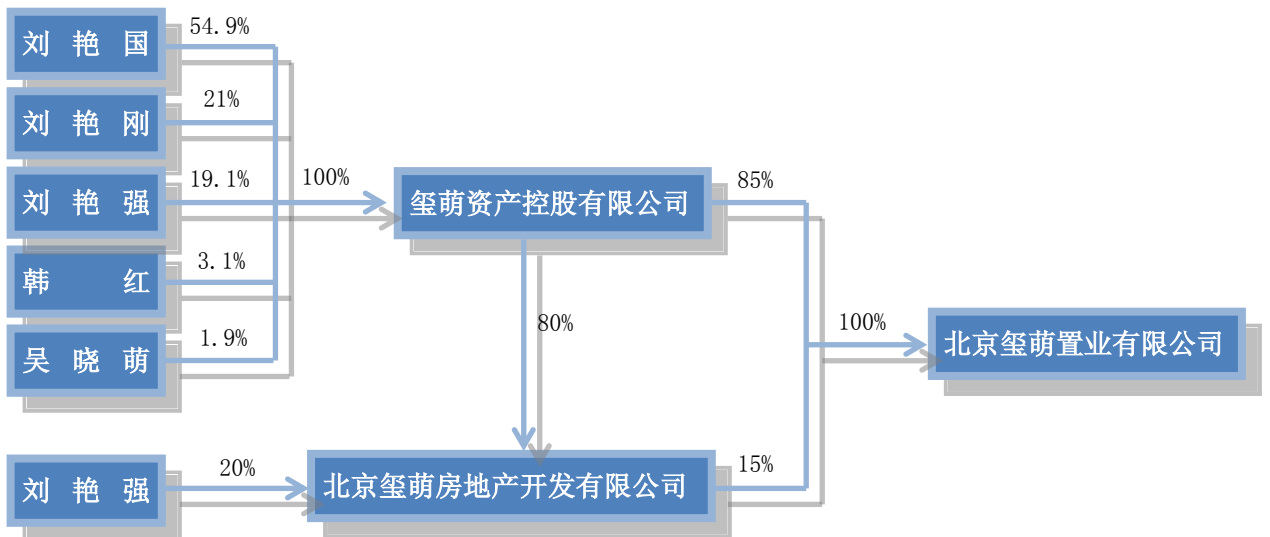 刘艳国
54.9%
刘艳刚
21%
刘艳强
19.1%
100%
玺萌资产控股有限公司
85%
韩红
3.1%
吴晓萌
1.9%
80%
100%
北京玺萌置业有限公司
刘艳强
20%
北京玺萌房地产开发有限公司
15%